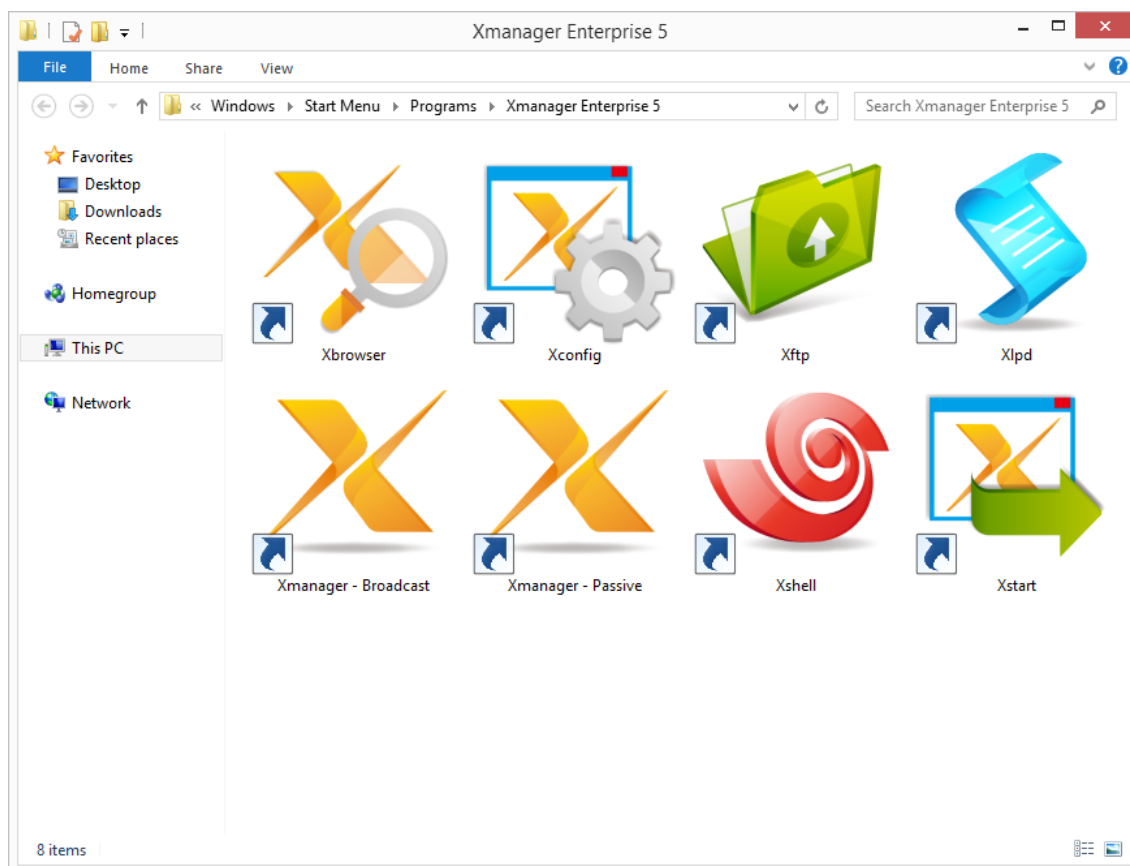 Xmanager Enterprise 5
File Home Share View
« Windows Start Menu Programs Xmanager Enterprise 5 Search Xmanager Enterprise 5
Favorites
Desktop
Downloads
Recent places
Homegroup
This PC
Network
Xbrowser Xconfig Xftp Xlpd
Xmanager - Broadcast Xmanager - Passive Xshell Xstart
8 items